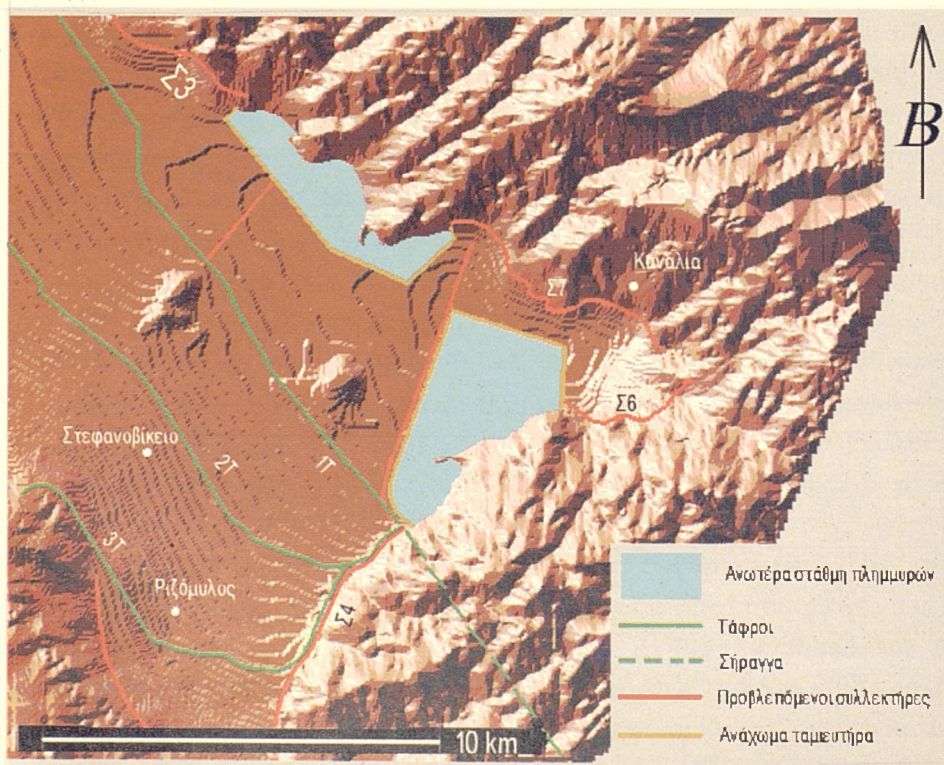 Σ3
B
Κανάλια
Σ7
Σ6
Στεφανοβίκειο
2Τ
1Τ
3Τ
Ριζόμυλος
Σ4
Ανωτέρα στάθμη πλημμυρών
Τάφροι
Σήραγγα
Προβλεπόμενοι συλλεκτήρες
Ανάχωμα ταμιευτήρα
10 km